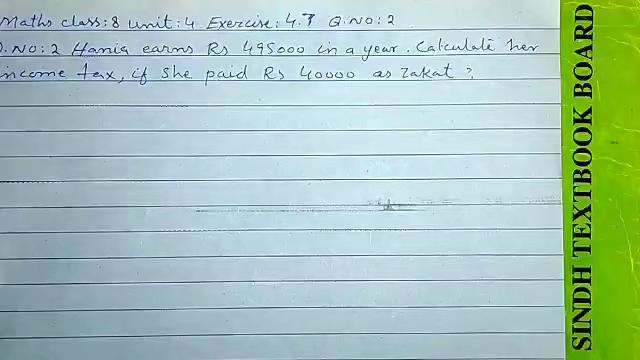 Maths class: 8 unit: 4 Exercise: 4.7 Q.NO: 2
Q.NO: 2 Hania earns Rs 495000 in a year. Calculate her
income tax, if she paid Rs 40000 as zakat?
SINDH TEXTBOOK BOARD